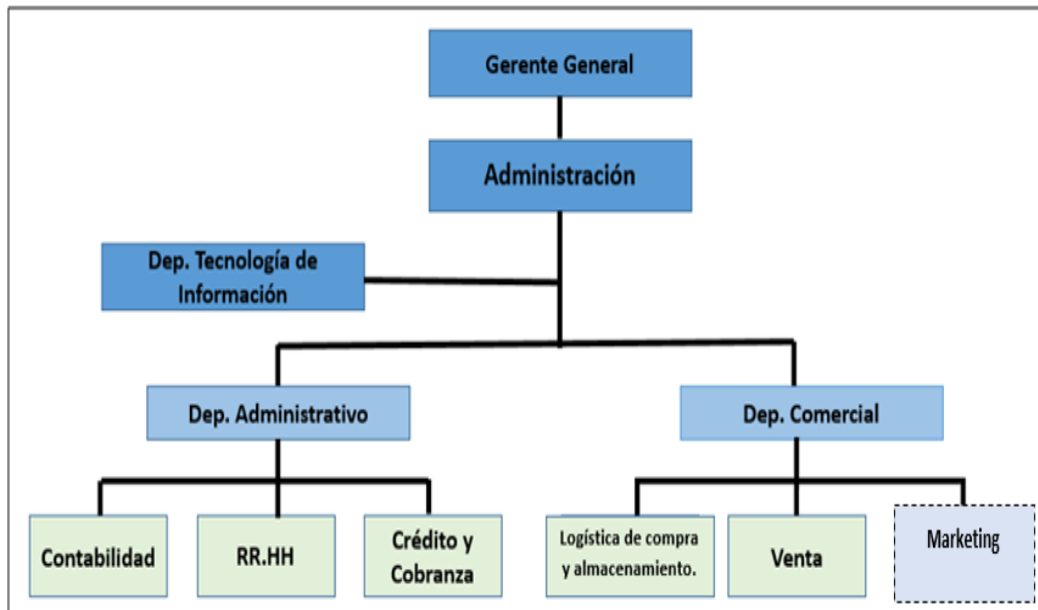 Gerente General
Administración
Dep. Tecnología de
Información
Dep. Administrativo
Dep. Comercial
Contabilidad
RR.HH
Crédito y
Cobranza
Logística de compra
y almacenamiento.
Venta
Marketing